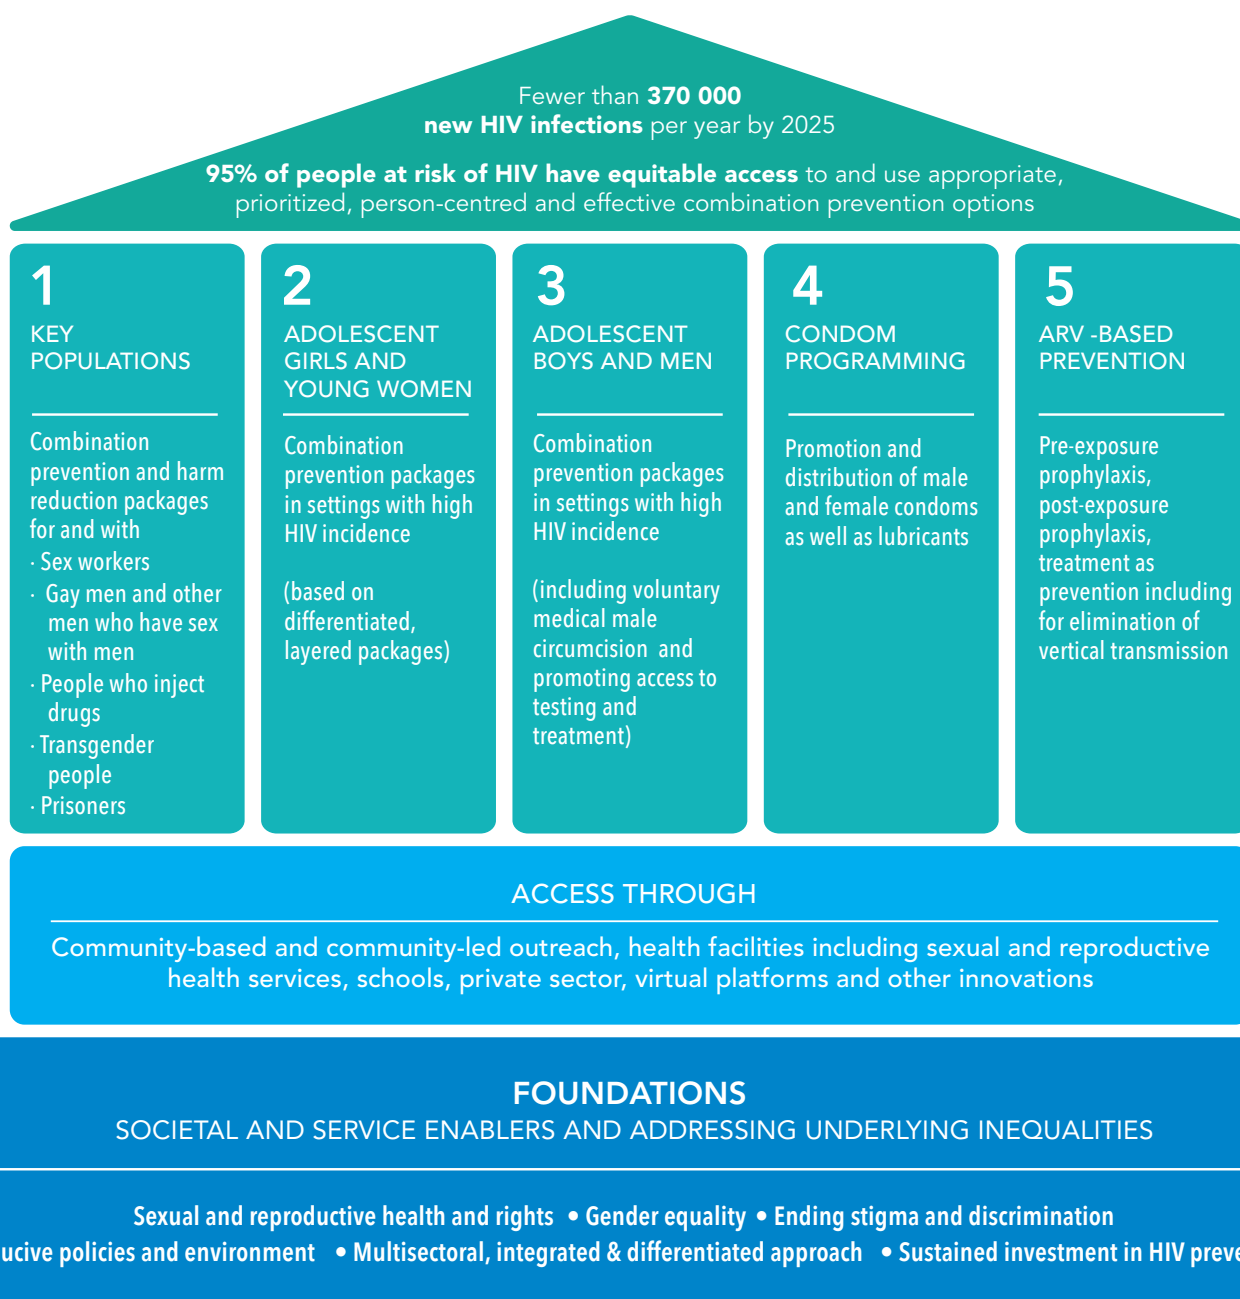 Fewer than 370 000
new HIV infections per year by 2025
95% of people at risk of HIV have equitable access to and use appropriate,
prioritized, person-centred and effective combination prevention options
1
KEY
POPULATIONS
Combination
prevention and harm
reduction packages
for and with
· Sex workers
· Gay men and other
men who have sex
with men
· People who inject
drugs
· Transgender
people
· Prisoners
2
ADOLESCENT
GIRLS AND
YOUNG WOMEN
Combination
prevention packages
in settings with high
HIV incidence
(based on
differentiated,
layered packages)
3
ADOLESCENT
BOYS AND MEN
Combination
prevention packages
in settings with high
HIV incidence
(including voluntary
medical male
circumcision and
promoting access to
testing and
treatment)
4
CONDOM
PROGRAMMING
Promotion and
distribution of male
and female condoms
as well as lubricants
5
ARV -BASED
PREVENTION
Pre-exposure
prophylaxis,
post-exposure
prophylaxis,
treatment as
prevention including
for elimination of
vertical transmission
ACCESS THROUGH
Community-based and community-led outreach, health facilities including sexual and reproductive
health services, schools, private sector, virtual platforms and other innovations
FOUNDATIONS
SOCIETAL AND SERVICE ENABLERS AND ADDRESSING UNDERLYING INEQUALITIES
Sexual and reproductive health and rights • Gender equality • Ending stigma and discrimination
policies and environment • Multisectoral, integrated & differentiated approach • Sustained investment in HIV